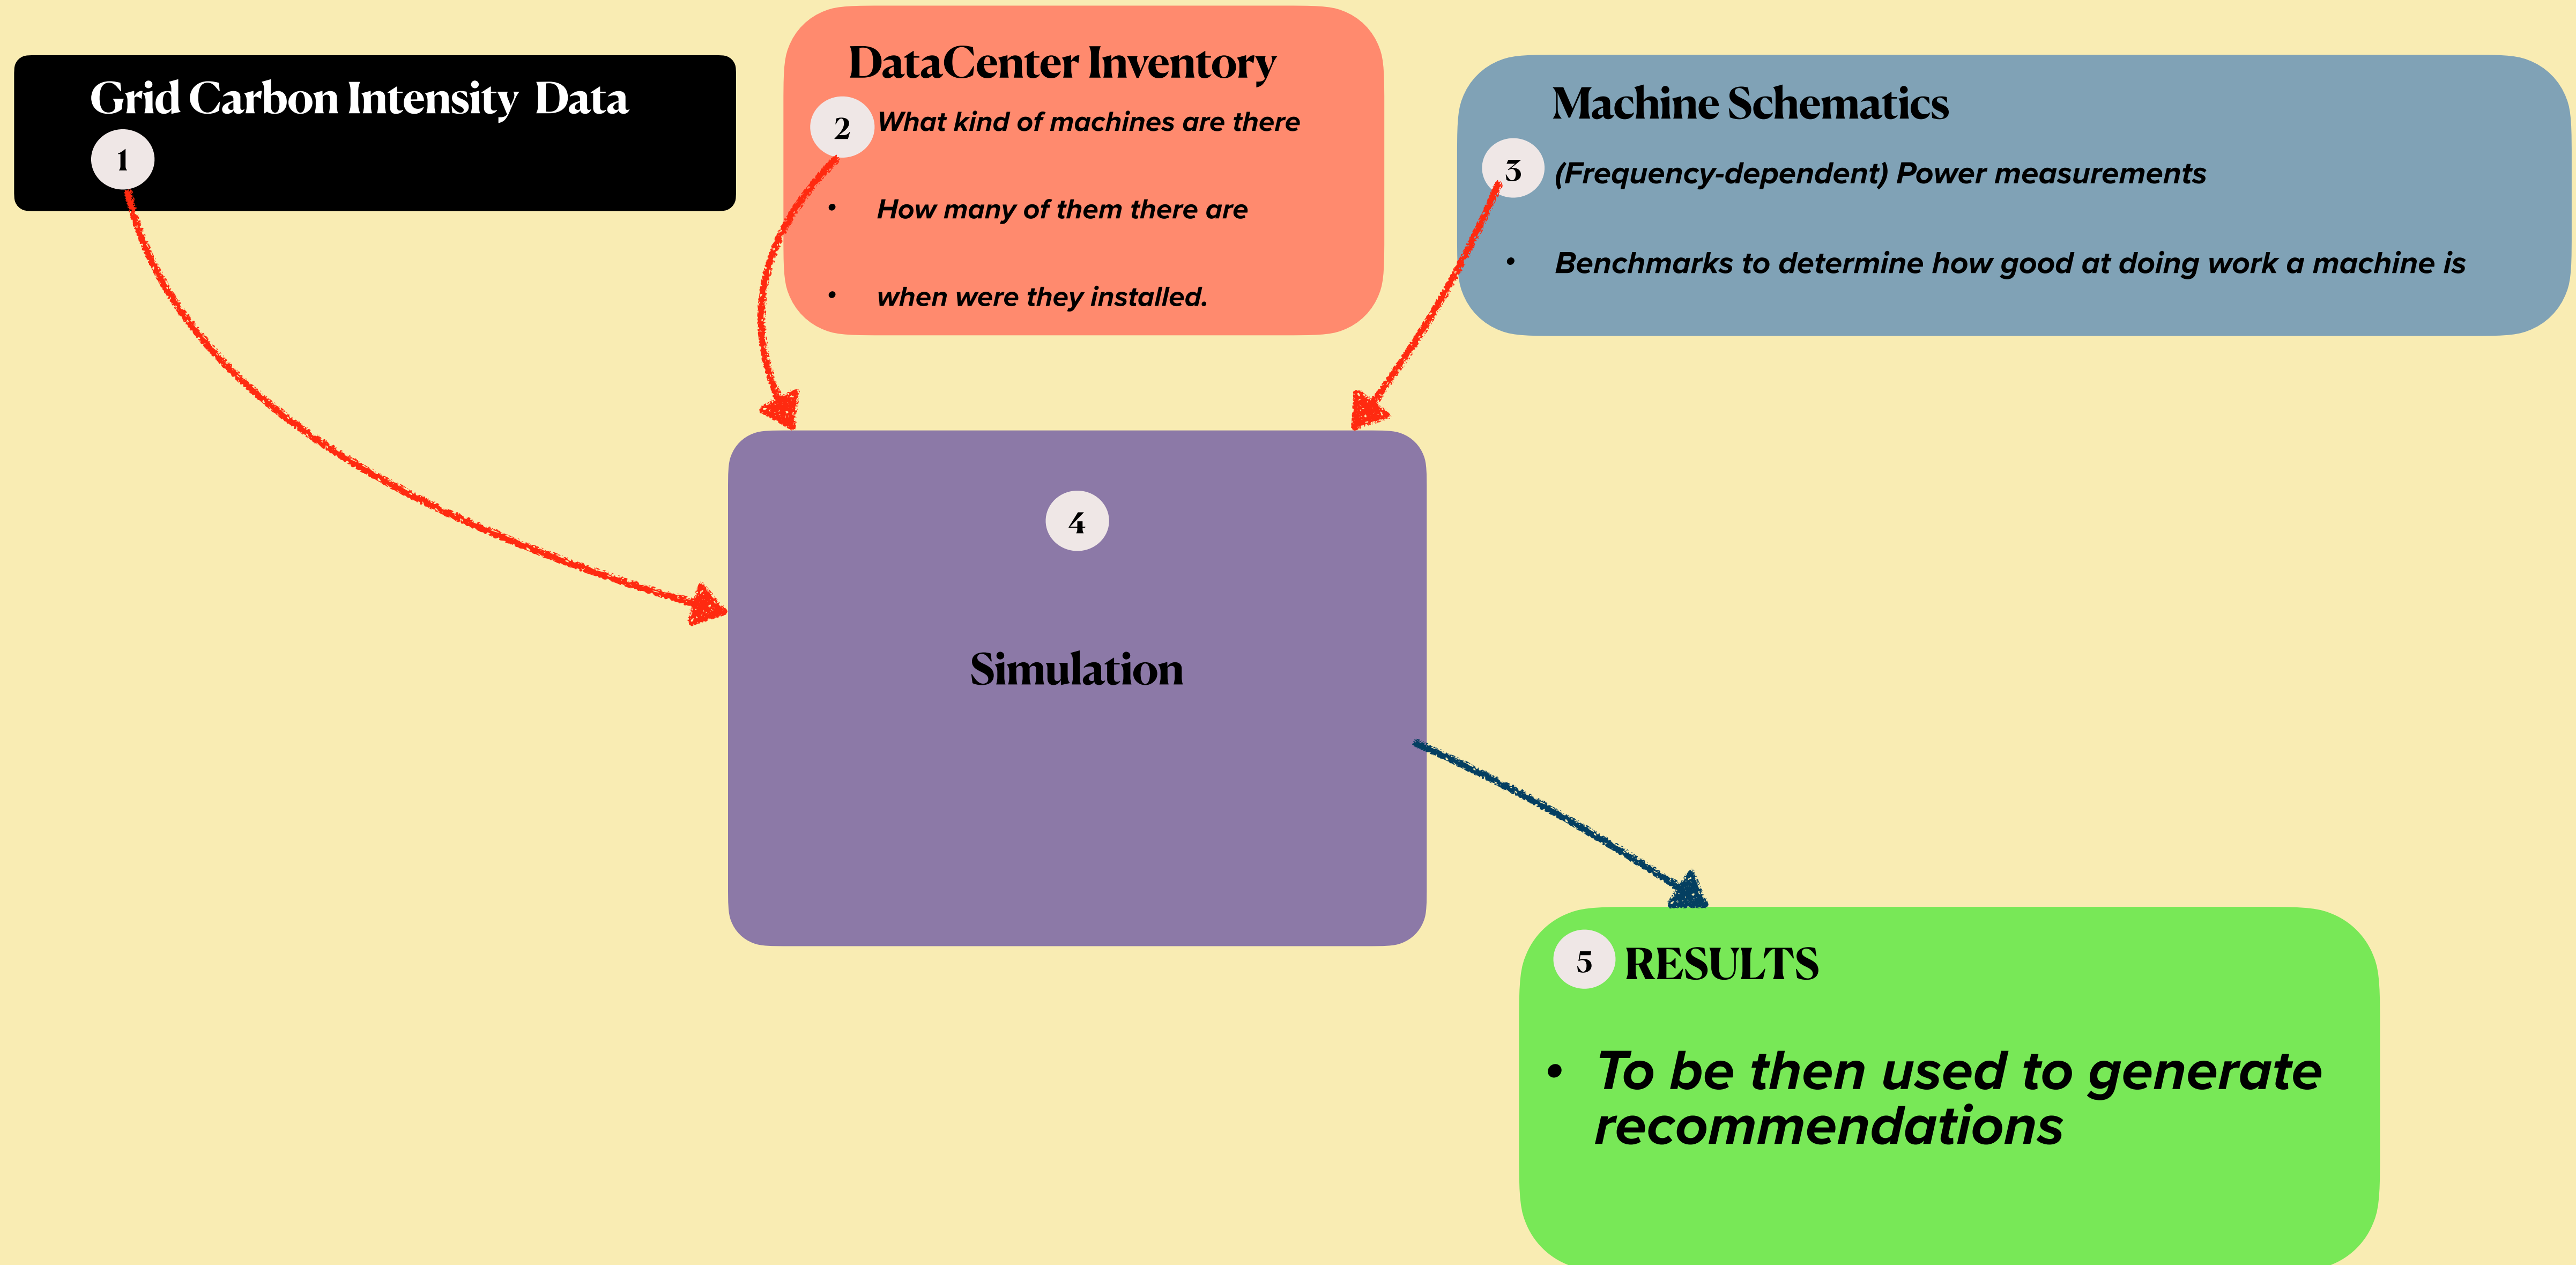 Grid Carbon Intensity Data
1
DataCenter Inventory
2 What kind of machines are there
• How many of them there are
• when were they installed.
Machine Schematics
3 (Frequency-dependent) Power measurements
• Benchmarks to determine how good at doing work a machine is
4
Simulation
5 RESULTS
• To be then used to generate
recommendations